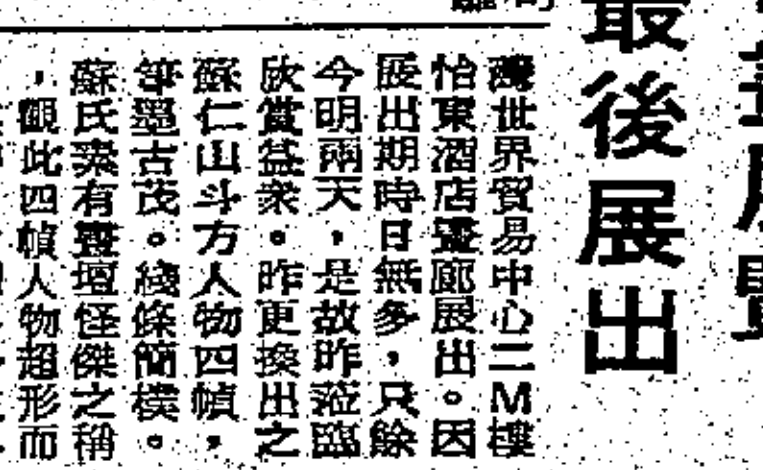 最後展出
灣世界貿易中心二M樓
怡東酒店畫廊展出。因
展出期時日無多,只餘
今明兩天,是故昨蒞臨
欣賞益衆。昨更換出之
蘇仁山斗方人物四幀,
筆墨古茂。綫條簡樸。
蘇氏素有畫壇怪傑之稱
,觀此四幀人物超形而